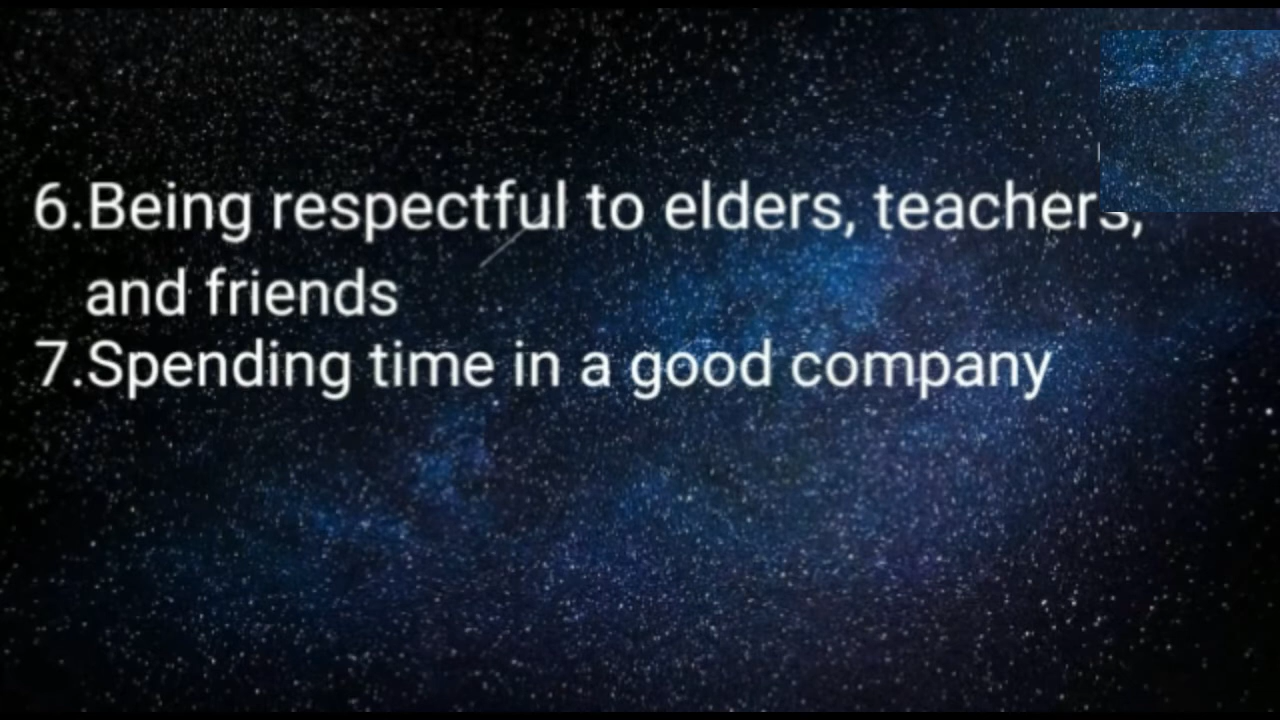 6.Being respectful to elders, teachers,
and friends
7.Spending time in a good company